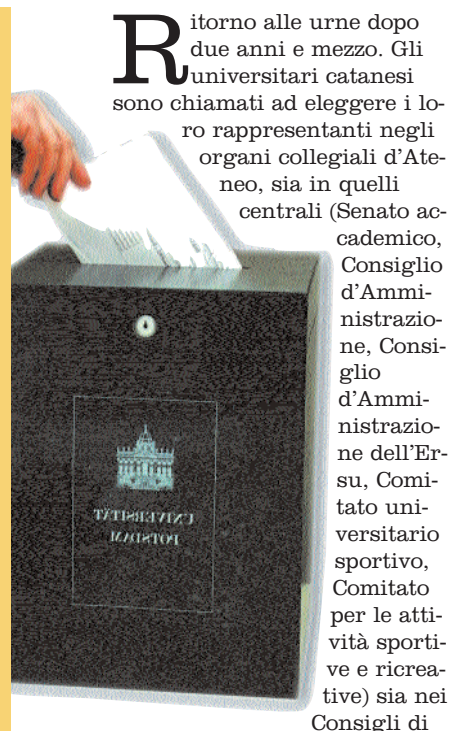 Ritorno alle urne dopo
due anni e mezzo. Gli
universitari catanesi
sono chiamati ad eleggere i lo-
ro rappresentanti negli
organi collegiali d'Ate-
neo, sia in quelli
centrali (Senato ac-
cademico,
Consiglio
d'Ammi-
nistrazio-
ne, Consi-
glio
d'Ammi-
nistrazio-
ne dell'Er-
su, Comi-
tato uni-
versitario
sportivo,
Comitato
per le atti-
vità sporti-
ve e ricrea-
tive) sia nei
Consigli di
UNIVERSITÄT
POTSDAM